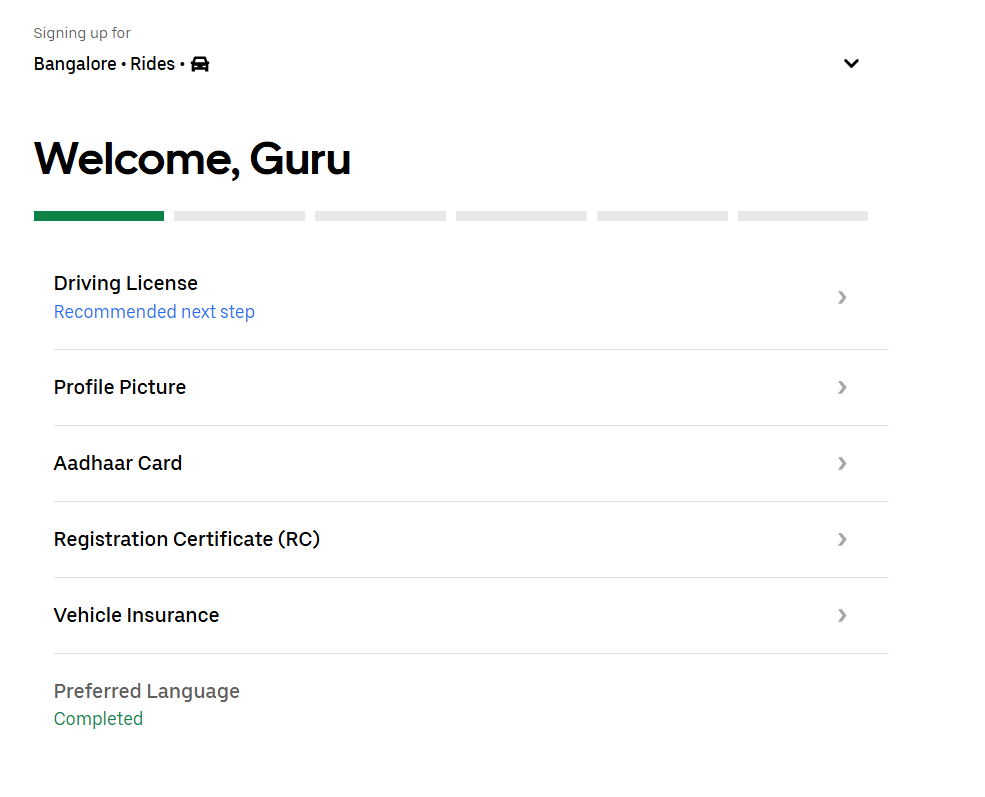 Signing up for
Bangalore • Rides •
Welcome, Guru
Driving License
Recommended next step
Profile Picture
Aadhaar Card
Registration Certificate (RC)
Vehicle Insurance
Preferred Language
Completed